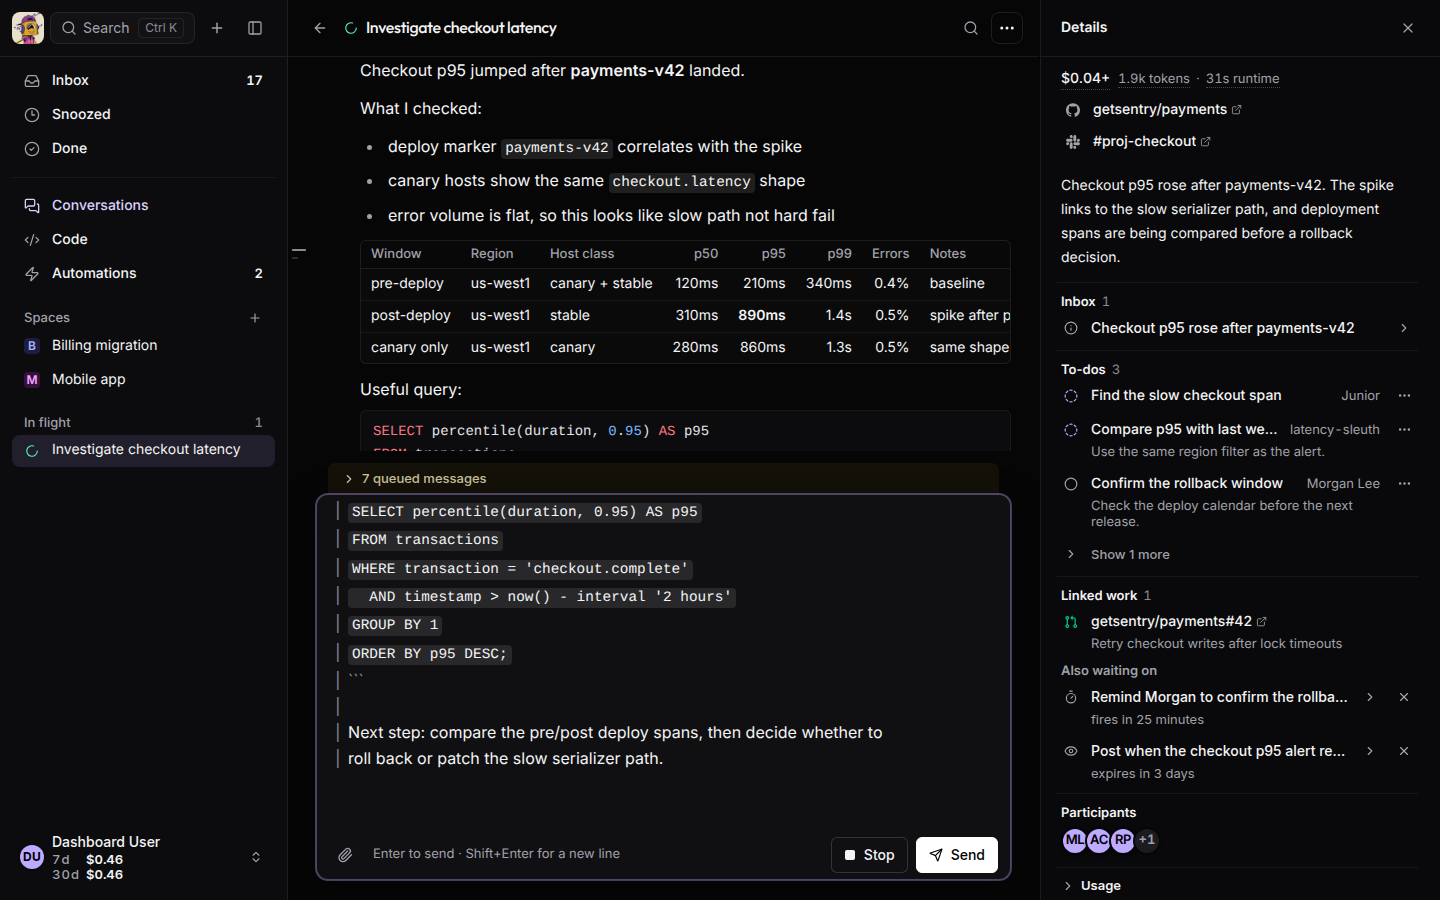 Search Ctrl K
Inbox 17
Snoozed
Done
Conversations
Code
Automations 2
Spaces
B Billing migration
M Mobile app
In flight 1
Investigate checkout latency
DU Dashboard User
7d $0.46
30d $0.46
Investigate checkout latency
Checkout p95 jumped after payments-v42 landed.
What I checked:
deploy marker payments-v42 correlates with the spike
canary hosts show the same checkout.latency shape
error volume is flat, so this looks like slow path not hard fail
Window Region Host class p50 p95 p99 Errors Notes
pre-deploy us-west1 canary + stable 120ms 210ms 340ms 0.4% baseline
post-deploy us-west1 stable 310ms 890ms 1.4s 0.5% spike after p
canary only us-west1 canary 280ms 860ms 1.3s 0.5% same shape
Useful query:
SELECT percentile(duration, 0.95) AS p95
7 queued messages
SELECT percentile(duration, 0.95) AS p95
FROM transactions
WHERE transaction = 'checkout.complete'
AND timestamp > now() - interval '2 hours'
GROUP BY 1
ORDER BY p95 DESC;
```
Next step: compare the pre/post deploy spans, then decide whether to
roll back or patch the slow serializer path.
Enter to send · Shift+Enter for a new line
Stop
Send
Details
$0.04+ 1.9k tokens · 31s runtime
getsentry/payments
#proj-checkout
Checkout p95 rose after payments-v42. The spike
links to the slow serializer path, and deployment
spans are being compared before a rollback
decision.
Inbox 1
Checkout p95 rose after payments-v42
To-dos 3
Find the slow checkout span Junior
Compare p95 with last we... latency-sleuth
Use the same region filter as the alert.
Confirm the rollback window Morgan Lee
Check the deploy calendar before the next
release.
Show 1 more
Linked work 1
getsentry/payments#42
Retry checkout writes after lock timeouts
Also waiting on
Remind Morgan to confirm the rollba...
fires in 25 minutes
Post when the checkout p95 alert re...
expires in 3 days
Participants
ML AC RP +1
Usage